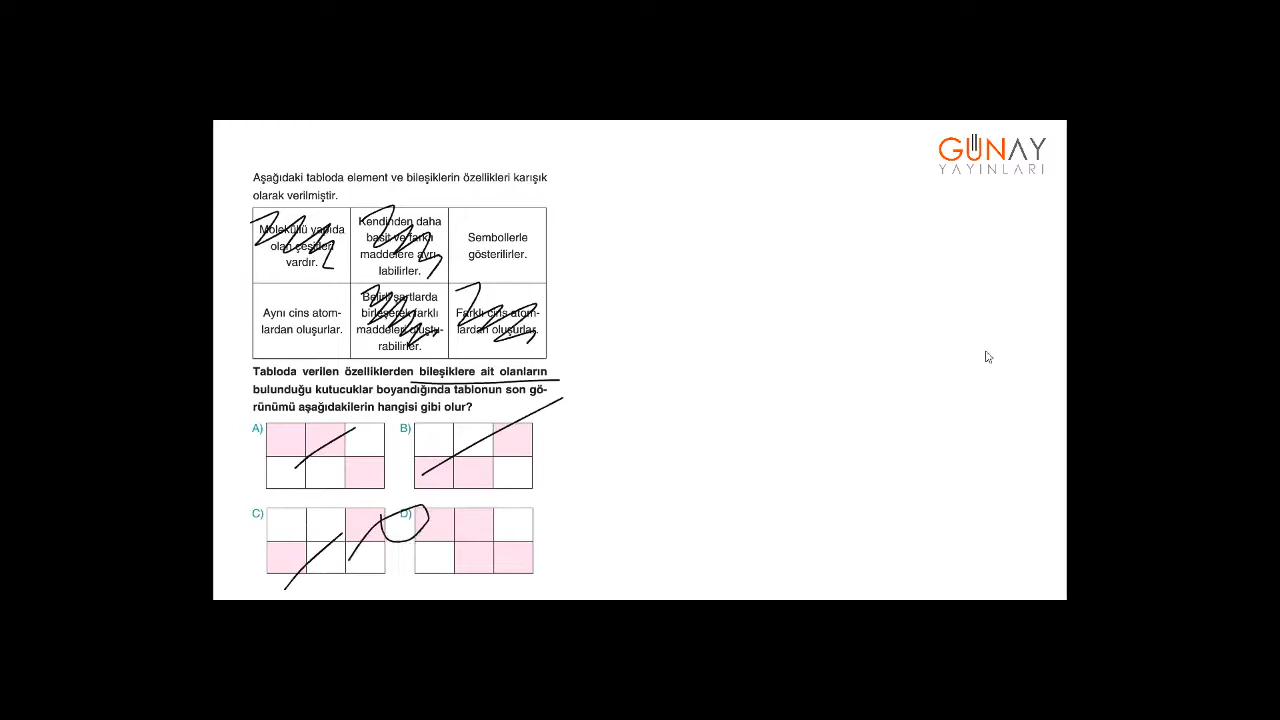 GÜNAY
YAYINLARI
Aşağıdaki tabloda element ve bileşiklerin özellikleri karışık
olarak verilmiştir.
Moleküllü yapıda
olan çeşitleri
vardır.
Kendinden daha
basit ve farklı
maddelere ayrı-
labilirler.
Sembollerle
gösterilirler.
Aynı cins atom-
lardan oluşurlar.
Belirli şartlarda
birleşerek farklı
maddeleri oluştu-
rabilirler.
Farklı cins atom-
lardan oluşurlar.
Tabloda verilen özelliklerden bileşiklere ait olanların
bulunduğu kutucuklar boyandığında tablonun son gö-
rünümü aşağıdakilerin hangisi gibi olur?
A)
B)
C)
D)